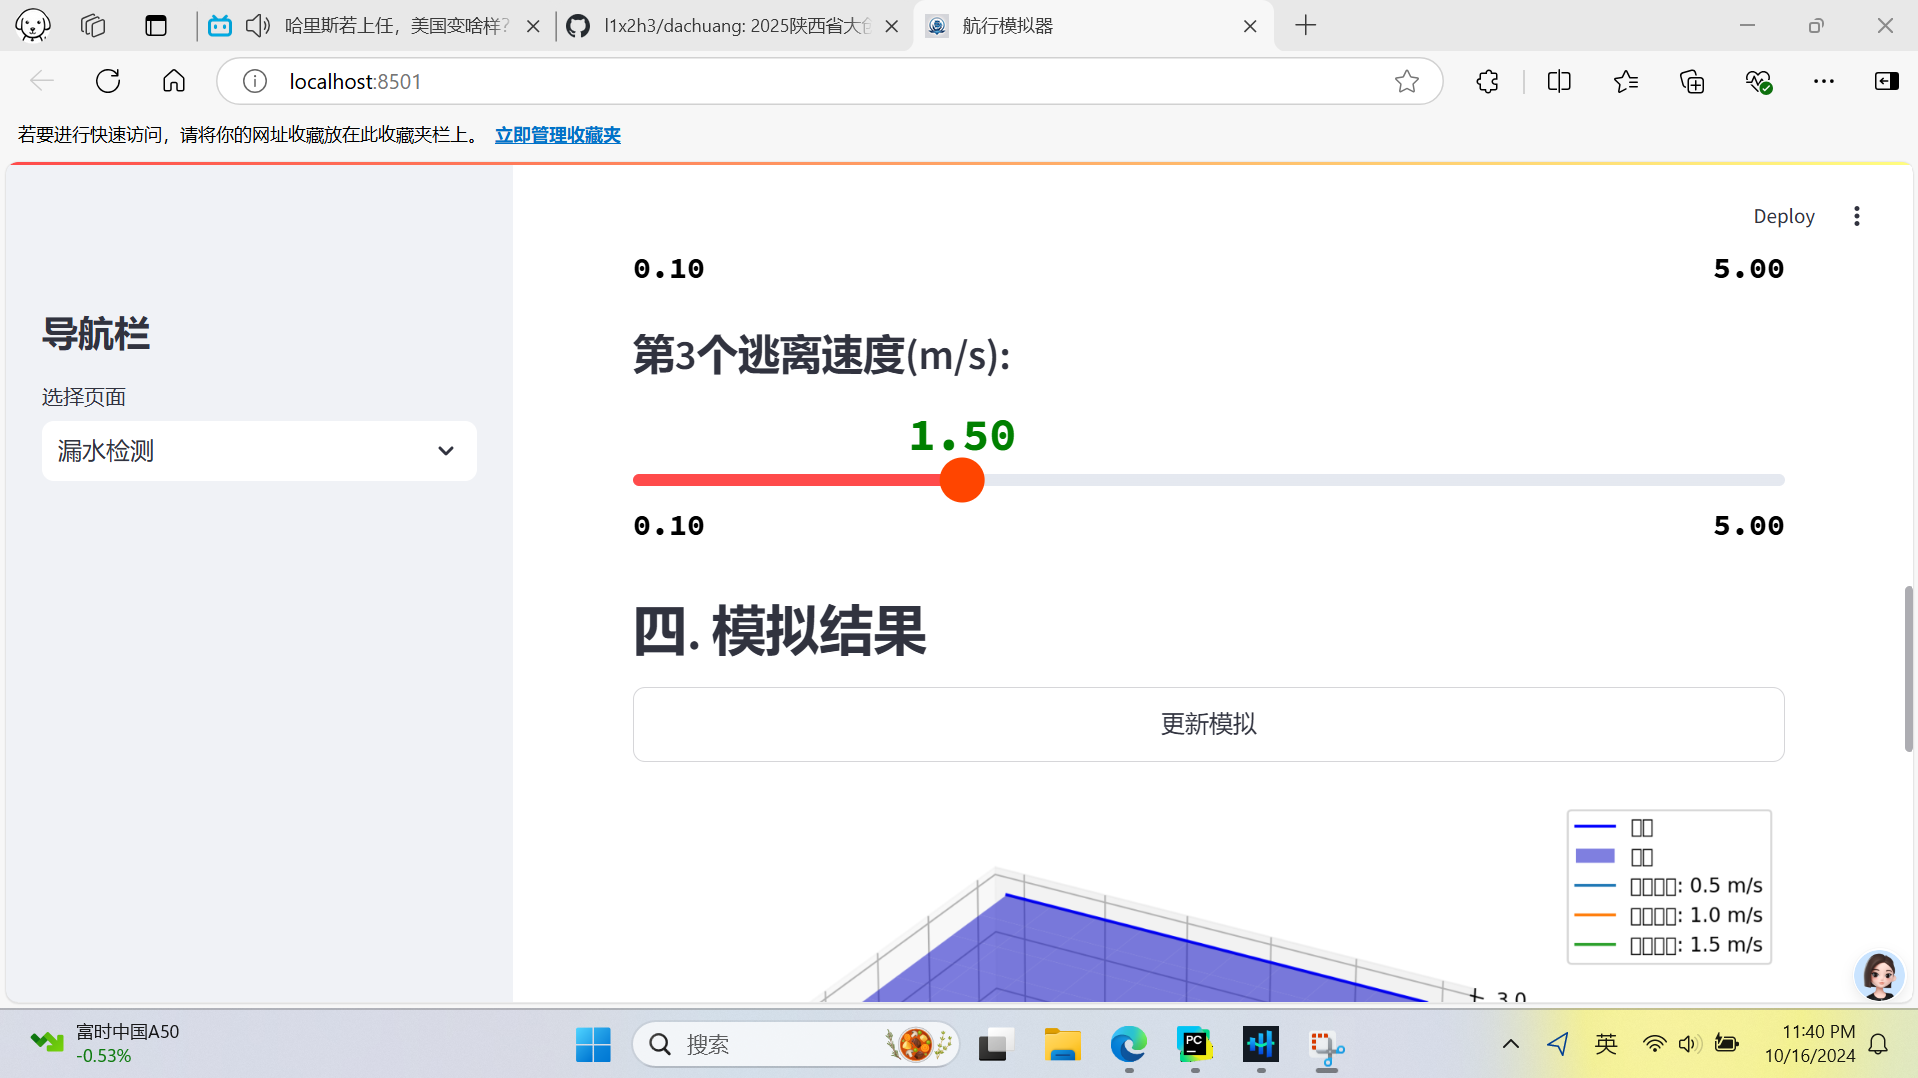 哈里斯若上任，美国变啥样？
l1x2h3/dachuang: 2025陕西省大创
航行模拟器
localhost:8501
若要进行快速访问，请将你的网址收藏放在此收藏夹栏上。 立即管理收藏夹
Deploy
导航栏
选择页面
漏水检测
0.10 5.00
第3个逃离速度(m/s):
1.50
0.10 5.00
四. 模拟结果
更新模拟
: 0.5 m/s
: 1.0 m/s
: 1.5 m/s
3.0
富时中国A50
-0.53%
搜索
PC
英
11:40 PM
10/16/2024